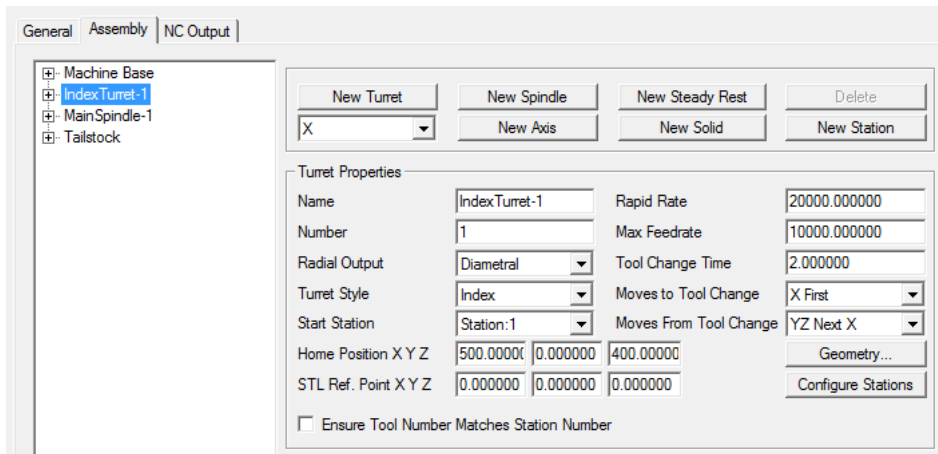 General Assembly NC Output
Machine Base
IndexTurret-1
MainSpindle-1
Tailstock
New Turret New Spindle New Steady Rest Delete
X New Axis New Solid New Station
Turret Properties
Name IndexTurret-1 Rapid Rate 20000.000000
Number 1 Max Feedrate 10000.000000
Radial Output Diametral Tool Change Time 2.000000
Turret Style Index Moves to Tool Change X First
Start Station Station:1 Moves From Tool Change YZ Next X
Home Position X Y Z 500.00000 0.000000 400.00000 Geometry...
STL Ref. Point X Y Z 0.000000 0.000000 0.000000 Configure Stations
Ensure Tool Number Matches Station Number